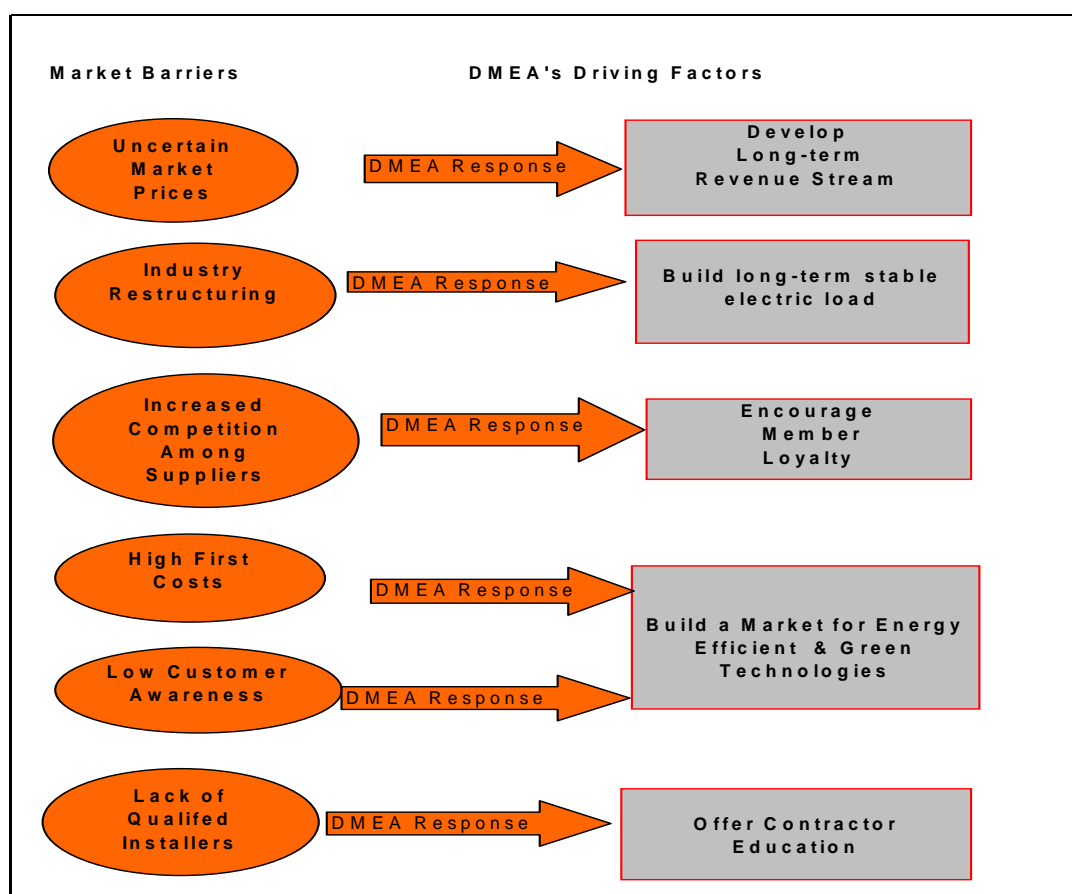 Market Barriers
DMEA's Driving Factors
Uncertain
Market
Prices
DMEA Response
Develop
Long-term
Revenue Stream
Industry
Restructuring
DMEA Response
Build long-term stable
electric load
Increased
Competition
Among
Suppliers
DMEA Response
Encourage
Member
Loyalty
High First
Costs
DMEA Response
Low Customer
Awareness
DMEA Response
Build a Market for Energy
Efficient & Green
Technologies
Lack of
Qualifed
Installers
DMEA Response
Offer Contractor
Education